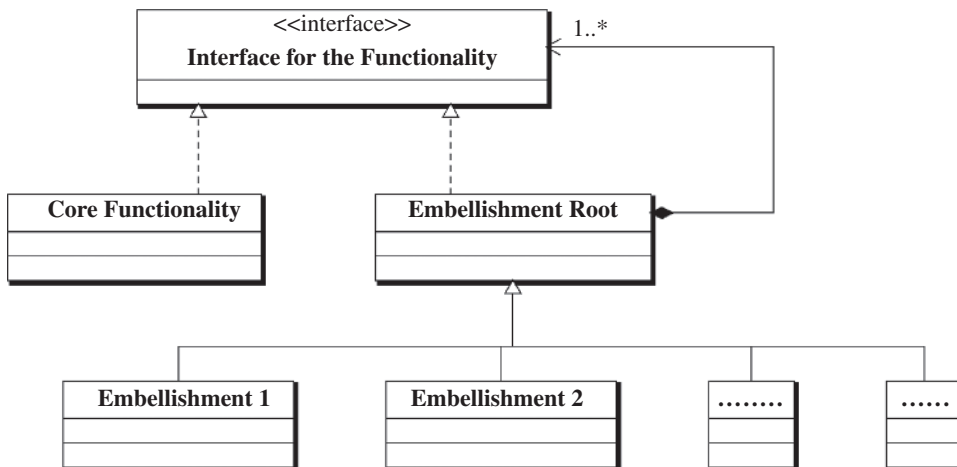 <<interface>>
Interface for the Functionality
1..*
Core Functionality
Embellishment Root
Embellishment 1
Embellishment 2
........
......